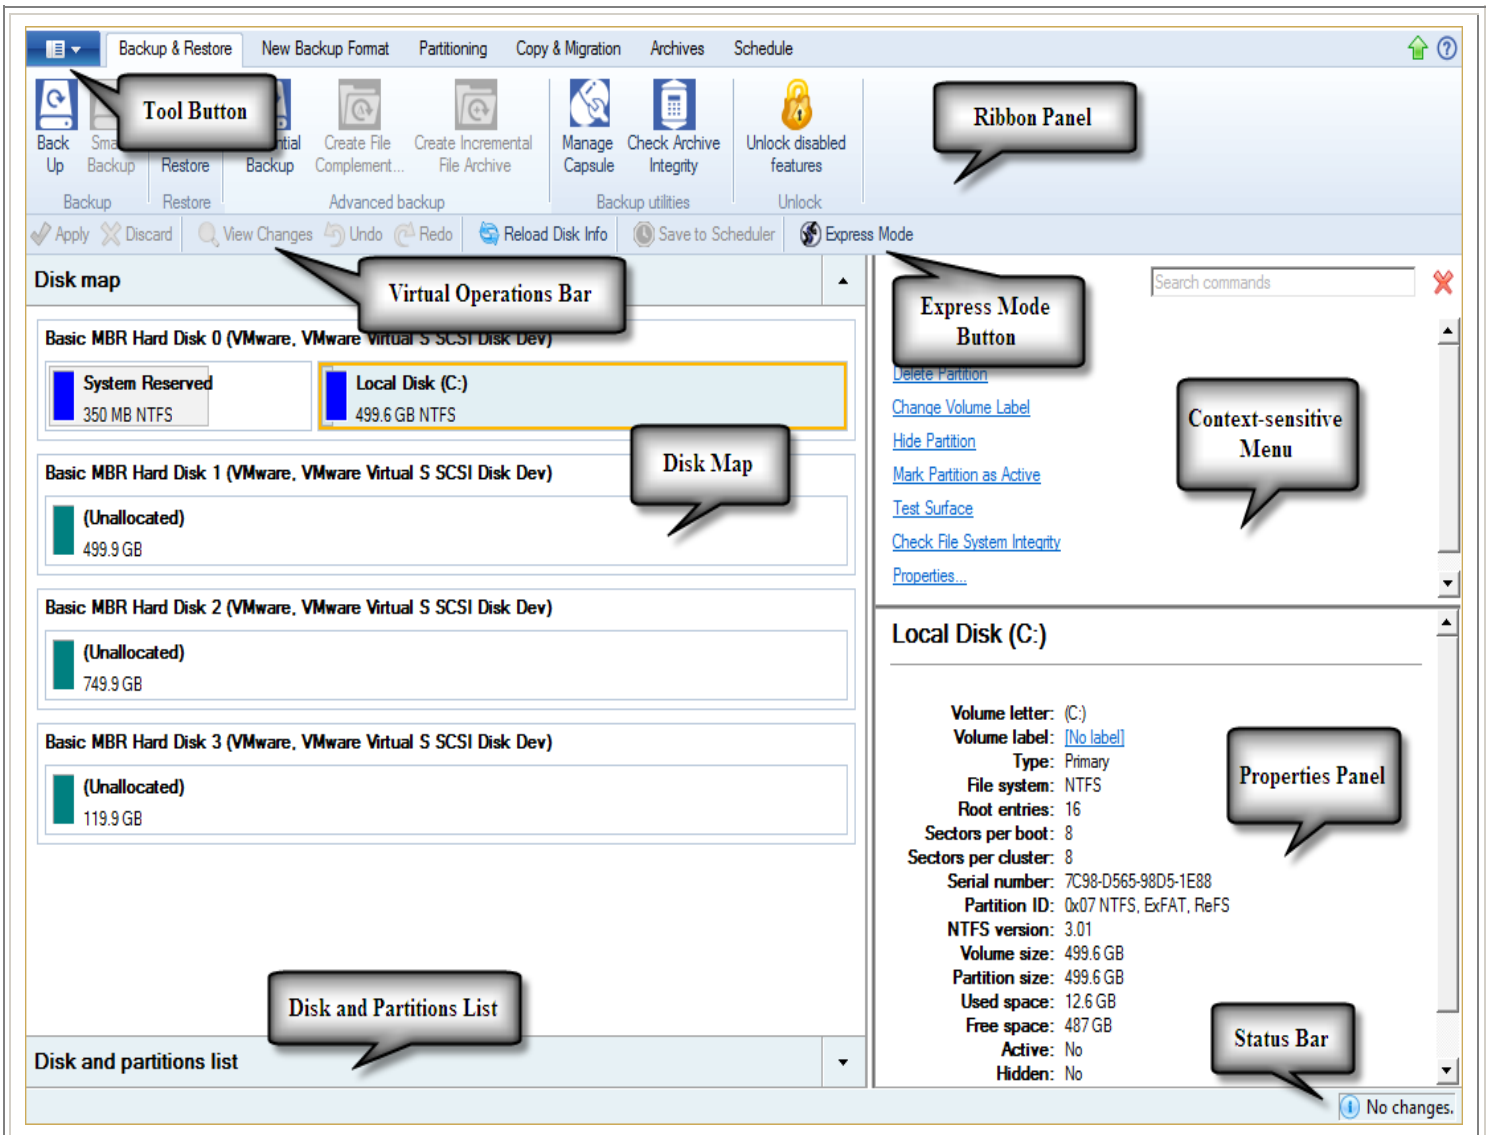 Backup & Restore New Backup Format Partitioning Copy & Migration Archives Schedule
Tool Button
Ribbon Panel
Back Up
Backup
Restore
Backup
Create File Complement...
Create Incremental File Archive
Manage Capsule
Check Archive Integrity
Unlock disabled features
Backup Restore Advanced backup Backup utilities Unlock
Apply Discard View Changes Undo Redo Reload Disk Info Save to Scheduler Express Mode
Virtual Operations Bar
Express Mode
Button
Disk map
Search commands
Basic MBR Hard Disk 0 (VMware, VMware Virtual S SCSI Disk Dev)
System Reserved
350 MB NTFS
Local Disk (C:)
499.6 GB NTFS
Disk Map
Basic MBR Hard Disk 1 (VMware, VMware Virtual S SCSI Disk Dev)
(Unallocated)
499.9 GB
Basic MBR Hard Disk 2 (VMware, VMware Virtual S SCSI Disk Dev)
(Unallocated)
749.9 GB
Basic MBR Hard Disk 3 (VMware, VMware Virtual S SCSI Disk Dev)
(Unallocated)
119.9 GB
Disk and Partitions List
Disk and partitions list
Delete Partition
Change Volume Label
Hide Partition
Mark Partition as Active
Test Surface
Check File System Integrity
Properties...
Context-sensitive
Menu
Local Disk (C:)
Volume letter: (C:)
Volume label: [No label]
Type: Primary
File system: NTFS
Root entries: 16
Sectors per boot: 8
Sectors per cluster: 8
Serial number: 7C98-D565-98D5-1E88
Partition ID: 0x07 NTFS, ExFAT, ReFS
NTFS version: 3.01
Volume size: 499.6 GB
Partition size: 499.6 GB
Used space: 12.6 GB
Free space: 487 GB
Active: No
Hidden: No
Properties Panel
Status Bar
No changes.